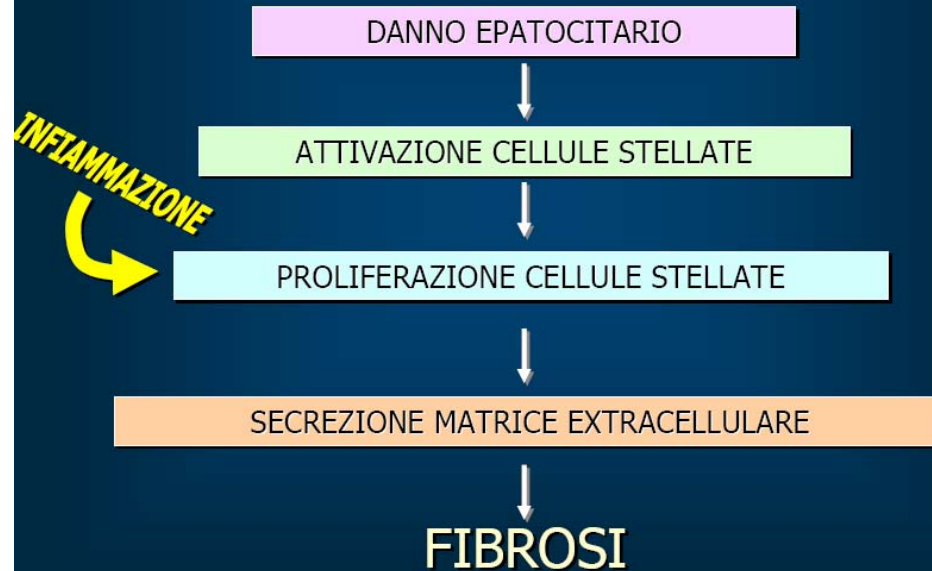 DANNO EPATOCITARIO
ATTIVAZIONE CELLULE STELLATE
INFIAMMAZIONE
PROLIFERAZIONE CELLULE STELLATE
SECREZIONE MATRICE EXTRACELLULARE
FIBROSI